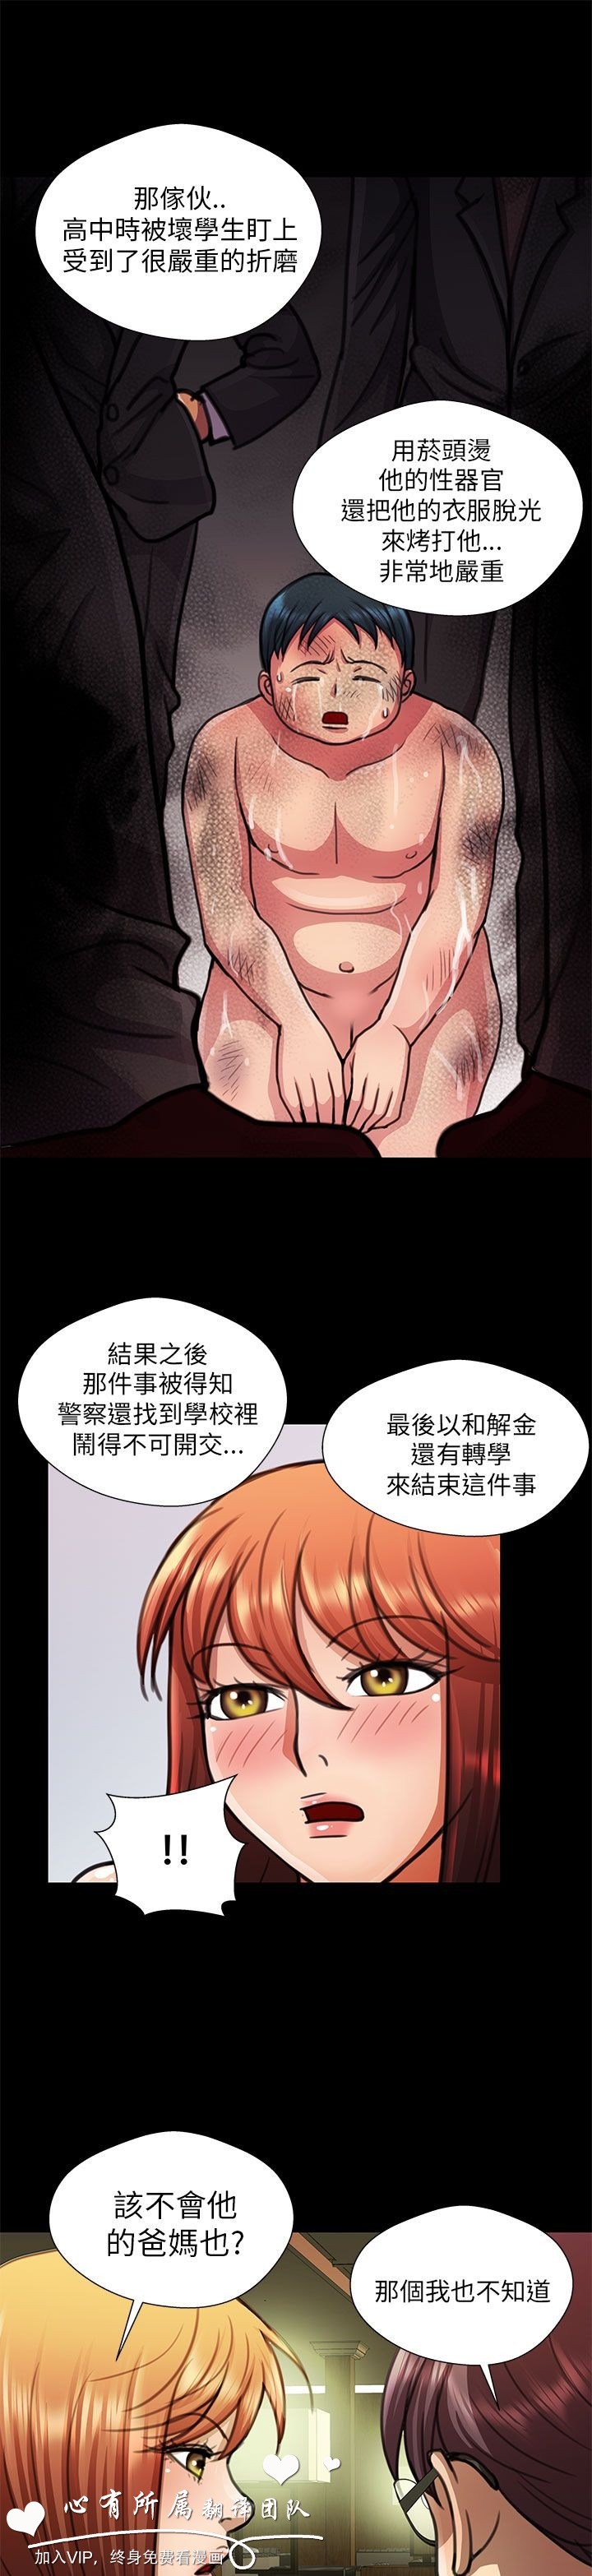 那傢伙..
高中時被壞學生盯上
受到了很嚴重的折磨
用菸頭燙
他的性器官
還把他的衣服脫光
來烤打他...
非常地嚴重
結果之後
那件事被得知
警察還找到學校裡
鬧得不可開交...
最後以和解金
還有轉學
來結束這件事
!!
該不會他
的爸媽也?
那個我也不知道
心有所属翻译团队
加入VIP，终身免费看漫画